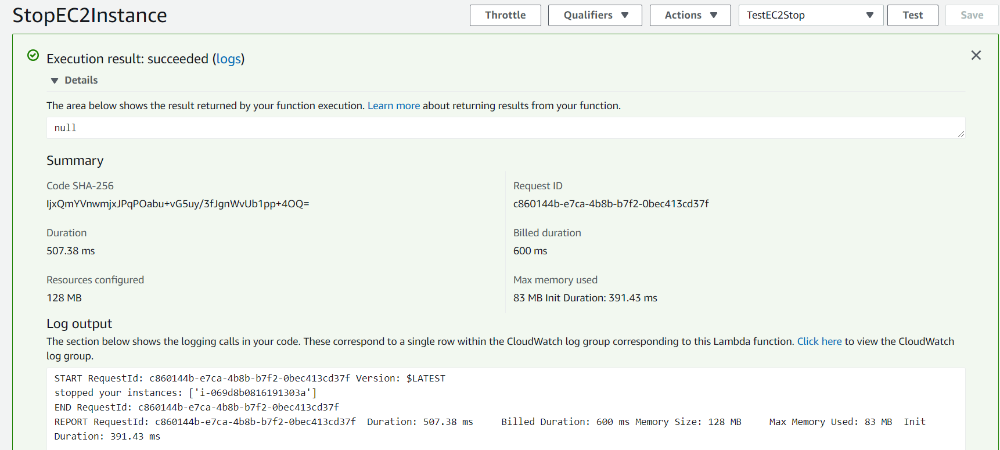 StopEC2Instance
Throttle Qualifiers Actions TestEC2Stop Test Save
Execution result: succeeded (logs)
Details
The area below shows the result returned by your function execution. Learn more about returning results from your function.
null
Summary
Code SHA-256 Request ID
IjxQmYVnwmjxJPqPOabu+vG5uy/3fJgnWvUb1pp+4OQ= c860144b-e7ca-4b8b-b7f2-0bec413cd37f
Duration Billed duration
507.38 ms 600 ms
Resources configured Max memory used
128 MB 83 MB Init Duration: 391.43 ms
Log output
The section below shows the logging calls in your code. These correspond to a single row within the CloudWatch log group corresponding to this Lambda function. Click here to view the CloudWatch
log group.
START RequestId: c860144b-e7ca-4b8b-b7f2-0bec413cd37f Version: $LATEST
stopped your instances: ['i-069d8b0816191303a']
END RequestId: c860144b-e7ca-4b8b-b7f2-0bec413cd37f
REPORT RequestId: c860144b-e7ca-4b8b-b7f2-0bec413cd37f Duration: 507.38 ms Billed Duration: 600 ms Memory Size: 128 MB Max Memory Used: 83 MB Init
Duration: 391.43 ms